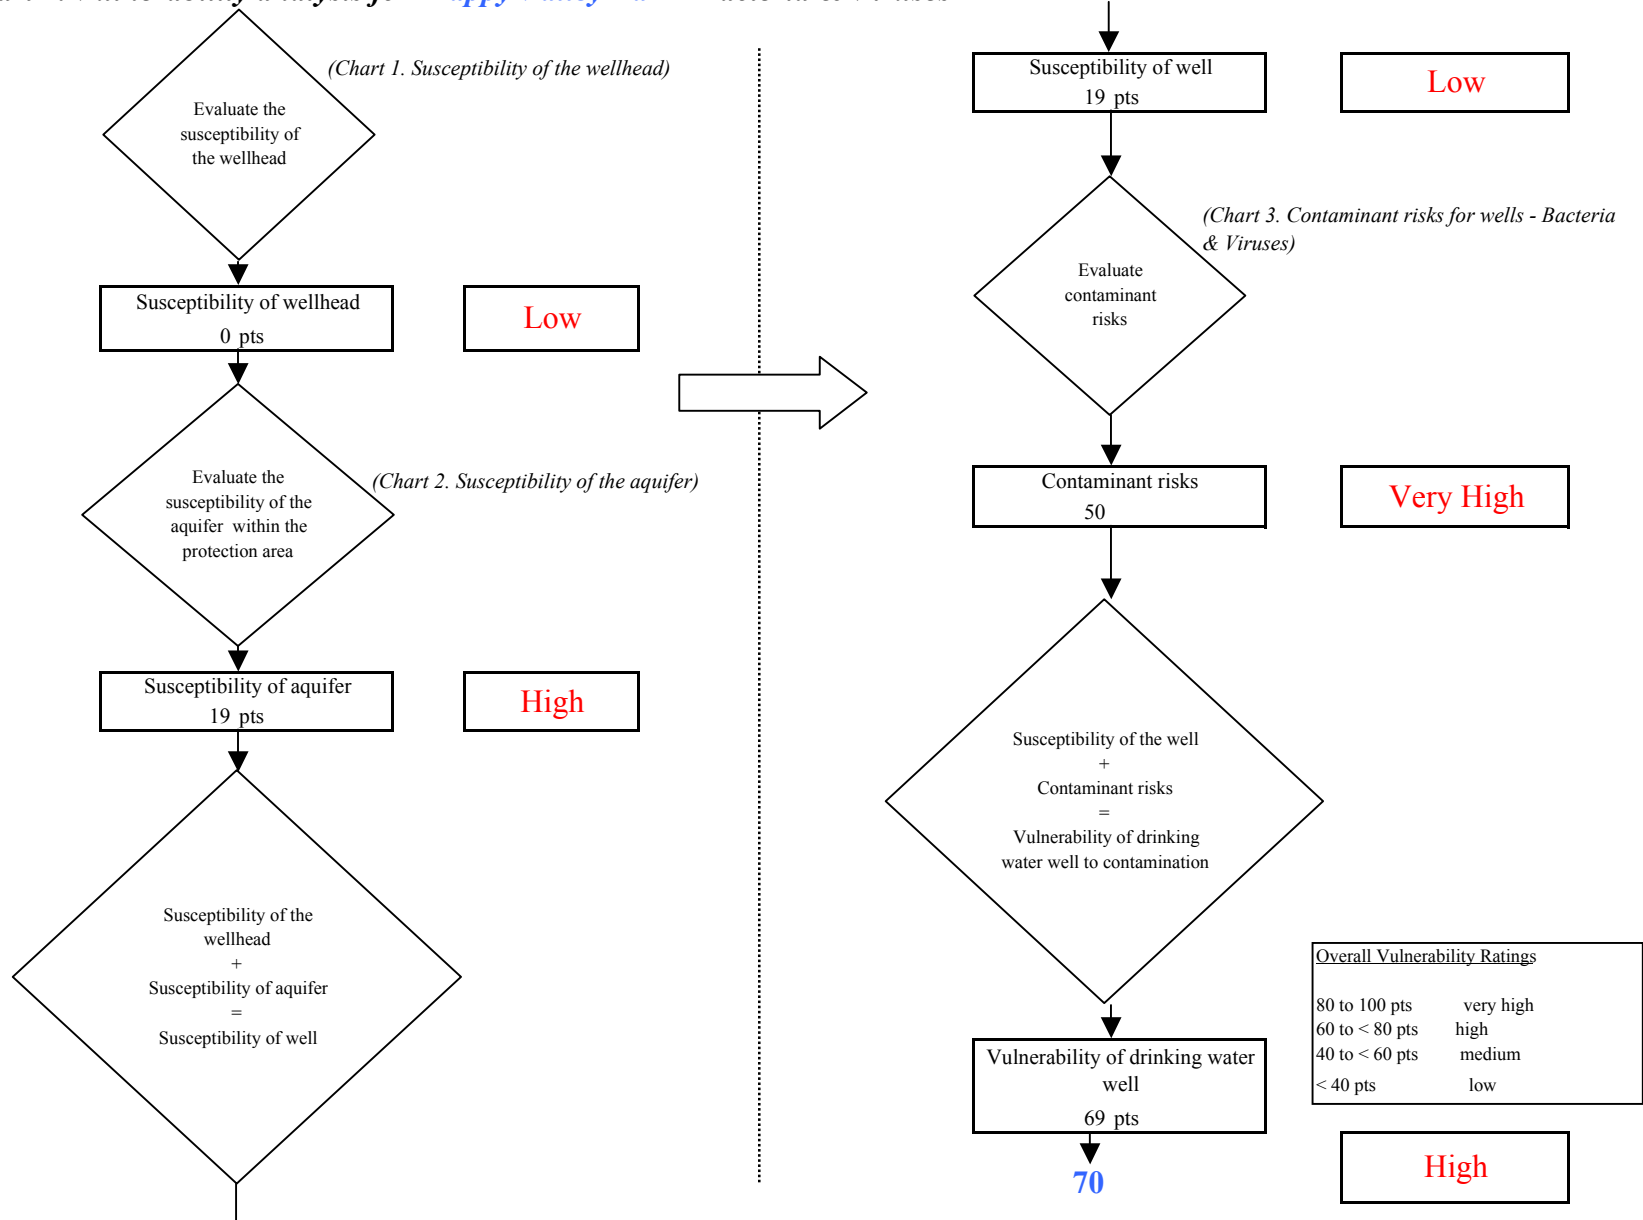 (Chart 1. Susceptibility of the wellhead)
Evaluate the
susceptibility of
the wellhead
Susceptibility of wellhead
0 pts
Low
Evaluate the
susceptibility of the
aquifer within the
protection area
(Chart 2. Susceptibility of the aquifer)
Susceptibility of aquifer
19 pts
High
Susceptibility of the
wellhead
+
Susceptibility of aquifer
=
Susceptibility of well
Susceptibility of well
19 pts
Low
(Chart 3. Contaminant risks for wells - Bacteria
& Viruses)
Evaluate
contaminant
risks
Contaminant risks
50
Very High
Susceptibility of the well
+
Contaminant risks
=
Vulnerability of drinking
water well to contamination
Overall Vulnerability Ratings
80 to 100 pts very high
60 to < 80 pts high
40 to < 60 pts medium
< 40 pts low
Vulnerability of drinking water
well
69 pts
70
High